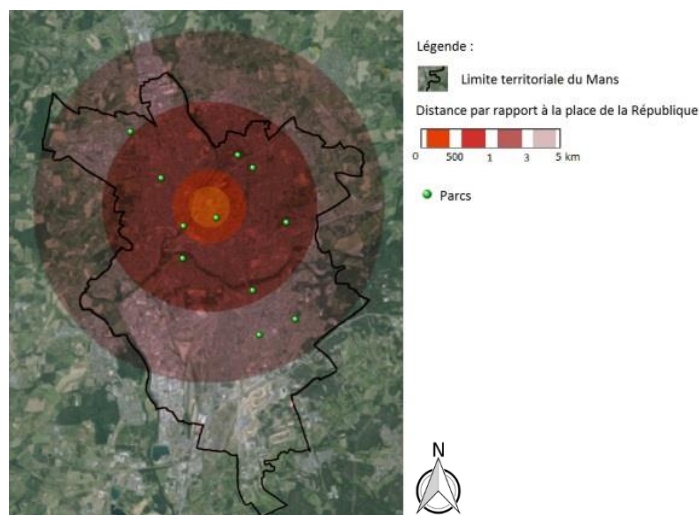 Légende :
Limite territoriale du Mans
Distance par rapport à la place de la République
0 500 1 3 5 km
Parcs
N